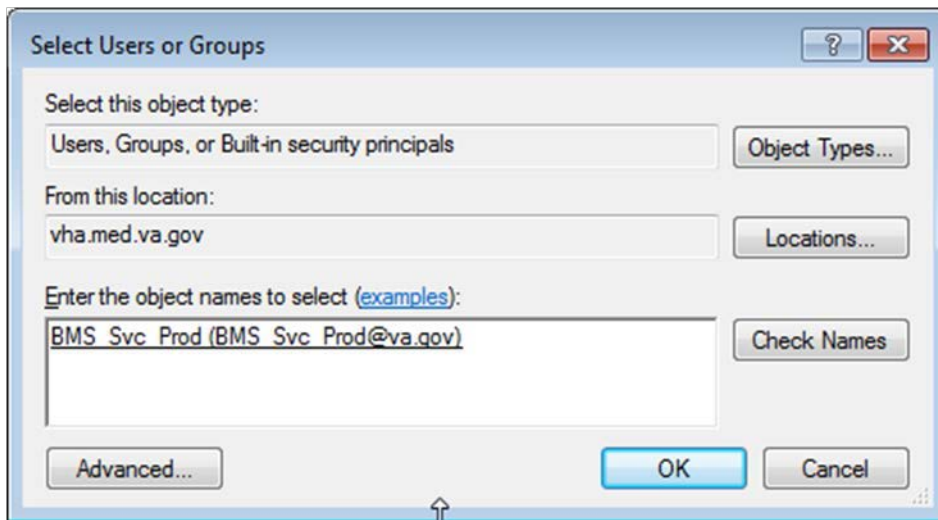 Select Users or Groups
Select this object type:
Users, Groups, or Built-in security principals
Object Types...
From this location:
vha.med.va.gov
Locations...
Enter the object names to select (examples):
BMS_Svc_Prod (BMS_Svc_Prod@va.gov)
Check Names
Advanced...
OK
Cancel